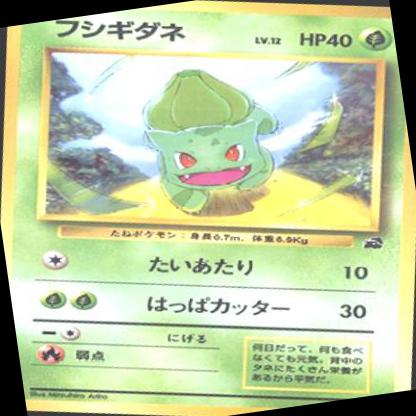 フシギダネ LV.12 HP40
たねポケモン：身長0.7m、体重6.9Kg
たいあたり 10
はっぱカッター 30
にげる
弱点
何日だって、何も食べ
なくても元気。背中の
タネにたくさん栄養が
あるから平気だ。
Illus. Mitsuhiro Arita